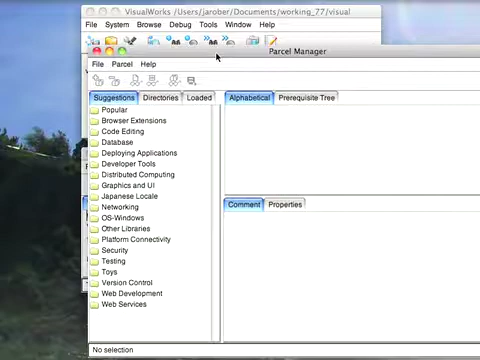 VisualWorks /Users/jarober/Documents/working_77/visual
File System Browse Debug Tools Window Help
Parcel Manager
File Parcel Help
Suggestions Directories Loaded
Alphabetical Prerequisite Tree
Popular
Browser Extensions
Code Editing
Database
Deploying Applications
Developer Tools
Distributed Computing
Graphics and UI
Japanese Locale
Networking
OS-Windows
Other Libraries
Platform Connectivity
Security
Testing
Toys
Version Control
Web Development
Web Services
Comment Properties
No selection